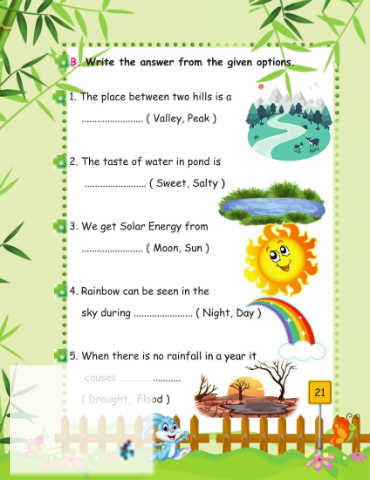 B. Write the answer from the given options.
1. The place between two hills is a
........................ ( Valley, Peak )
2. The taste of water in pond is
........................ ( Sweet, Salty )
3. We get Solar Energy from
........................ ( Moon, Sun )
4. Rainbow can be seen in the
sky during ....................... ( Night, Day )
5. When there is no rainfall in a year it
causes ........................
( Drought, Flood )
21